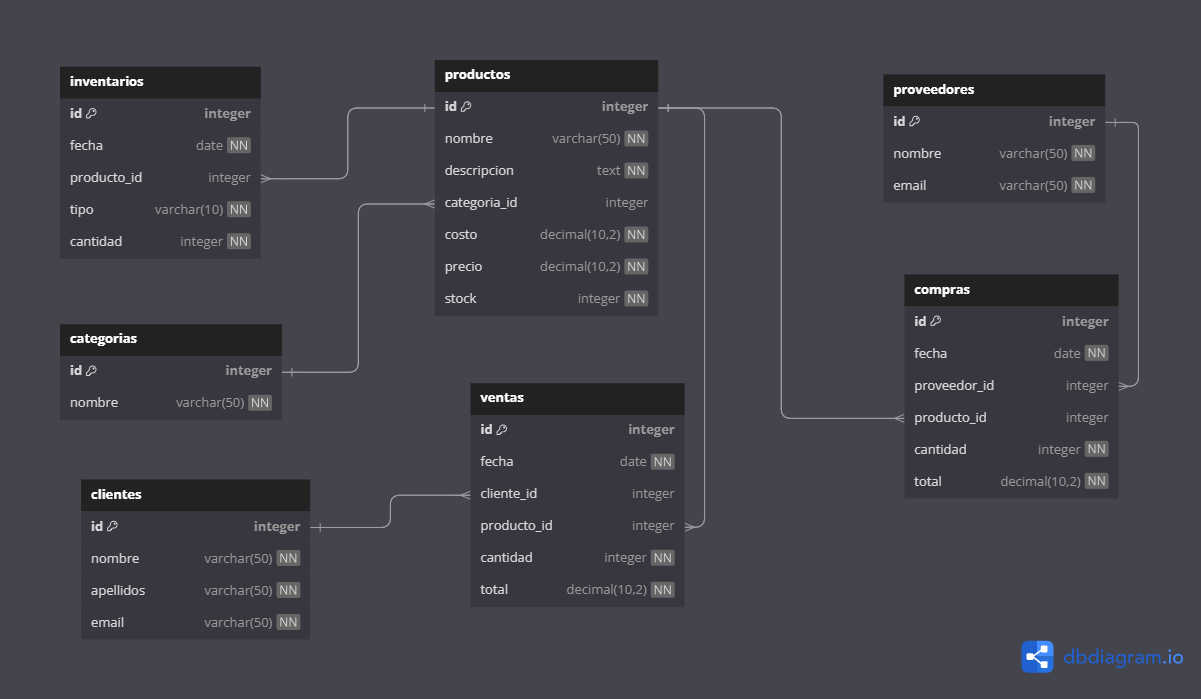 inventarios
id integer
fecha date NN
producto_id integer
tipo varchar(10) NN
cantidad integer NN
productos
id integer
nombre varchar(50) NN
descripcion text NN
categoria_id integer
costo decimal(10,2) NN
precio decimal(10,2) NN
stock integer NN
proveedores
id integer
nombre varchar(50) NN
email varchar(50) NN
categorias
id integer
nombre varchar(50) NN
compras
id integer
fecha date NN
proveedor_id integer
producto_id integer
cantidad integer NN
total decimal(10,2) NN
clientes
id integer
nombre varchar(50) NN
apellidos varchar(50) NN
email varchar(50) NN
ventas
id integer
fecha date NN
cliente_id integer
producto_id integer
cantidad integer NN
total decimal(10,2) NN
dbdiagram.io